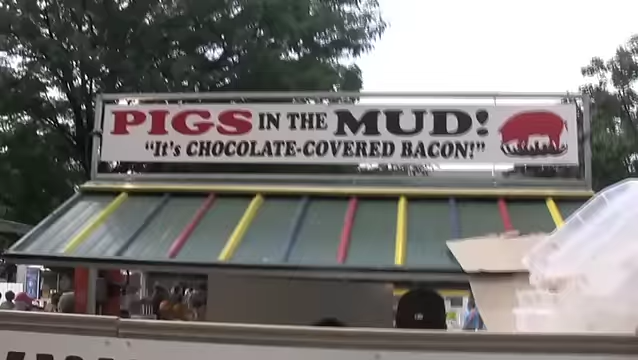 PIGS IN THE MUD!
"It's CHOCOLATE-COVERED BACON!"